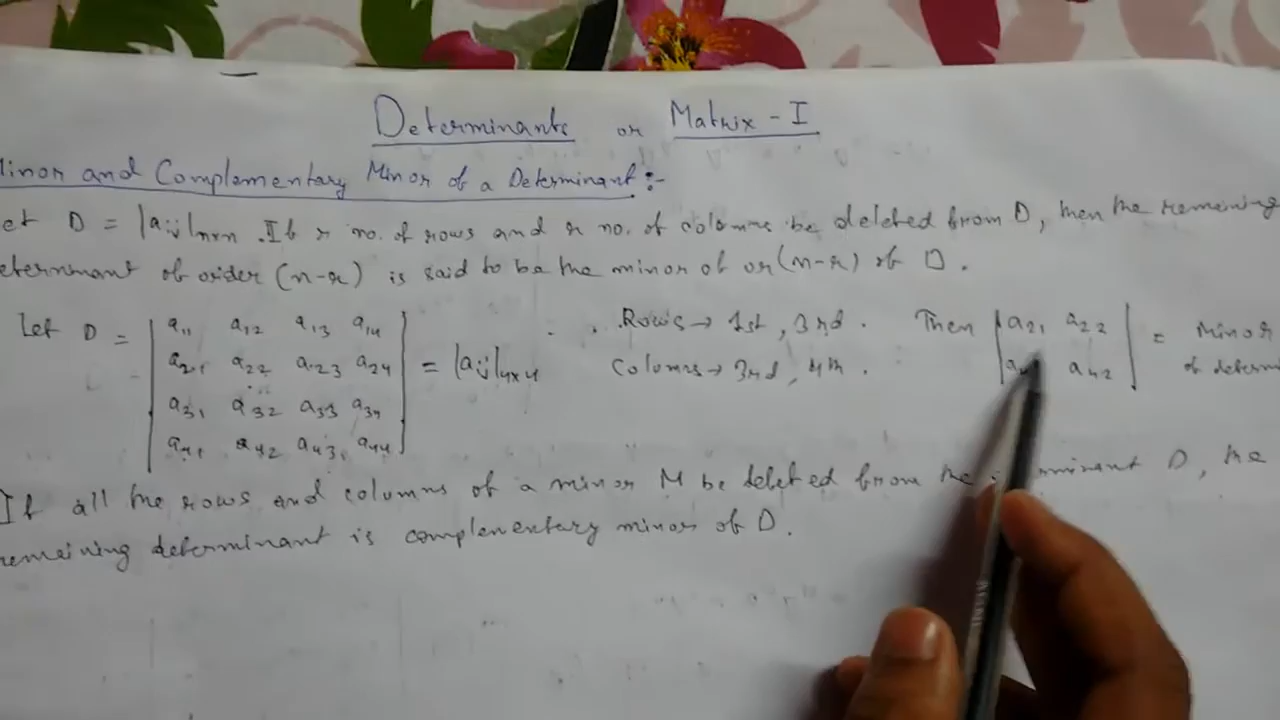 Determinants or Matrix - I
Minor and Complementary Minor of a Determinant :-
Let D = |aij|nxn . If r no. of rows and r no. of columns be deleted from D, then the remaining
determinant of order (n-r) is said to be the minor of or (n-r) of D.
Let D = | a11 a12 a13 a14 | Rows → 1st, 3rd. Then | a21 a22 | = Minor
| a21 a22 a23 a24 | = |aij|4x4 Columns → 3rd, 4th. | a42 | of determ
| a31 a32 a33 a34 |
| a41 a42 a43 a44 |
If all the rows and columns of a minor M be deleted from the D, the
remaining determinant is complementary minor of D.